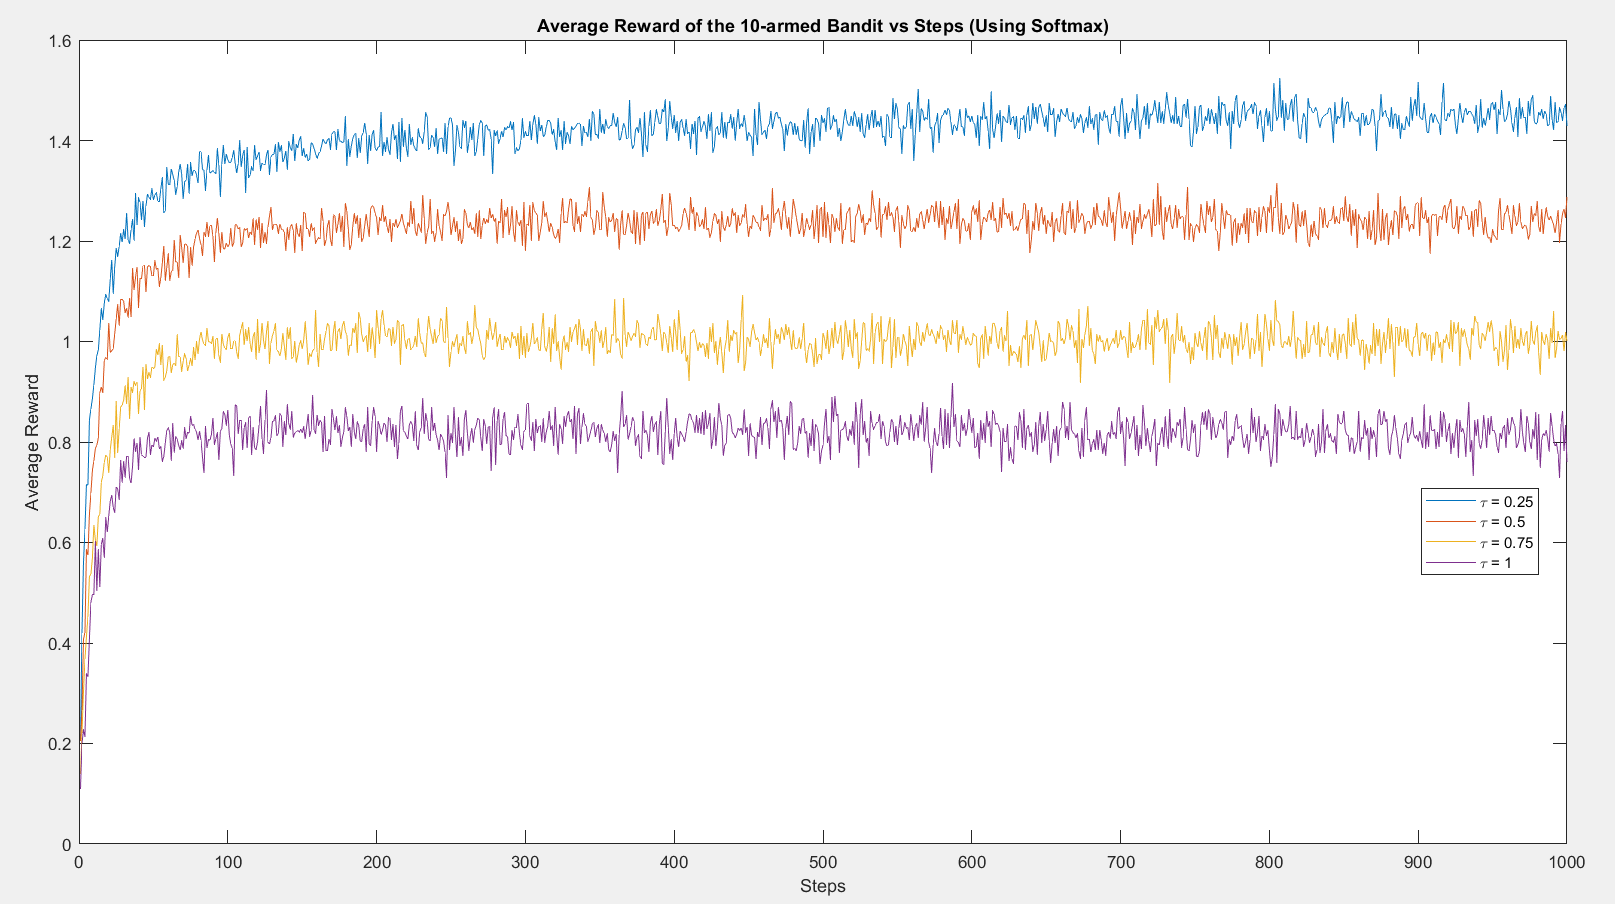 Average Reward of the 10-armed Bandit vs Steps (Using Softmax)
1.6
1.4
1.2
1
0.8
0.6
0.4
0.2
0
Average Reward
τ = 0.25
τ = 0.5
τ = 0.75
τ = 1
0 100 200 300 400 500 600 700 800 900 1000
Steps